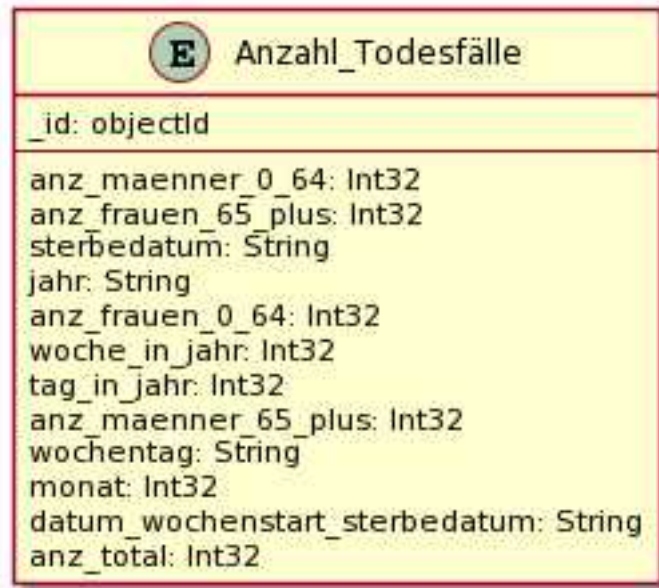 E Anzahl_Todesfälle
_id: objectId
anz_maenner_0_64: Int32
anz_frauen_65_plus: Int32
sterbedatum: String
jahr: String
anz_frauen_0_64: Int32
woche_in_jahr: Int32
tag_in_jahr: Int32
anz_maenner_65_plus: Int32
wochentag: String
monat: Int32
datum_wochenstart_sterbedatum: String
anz_total: Int32